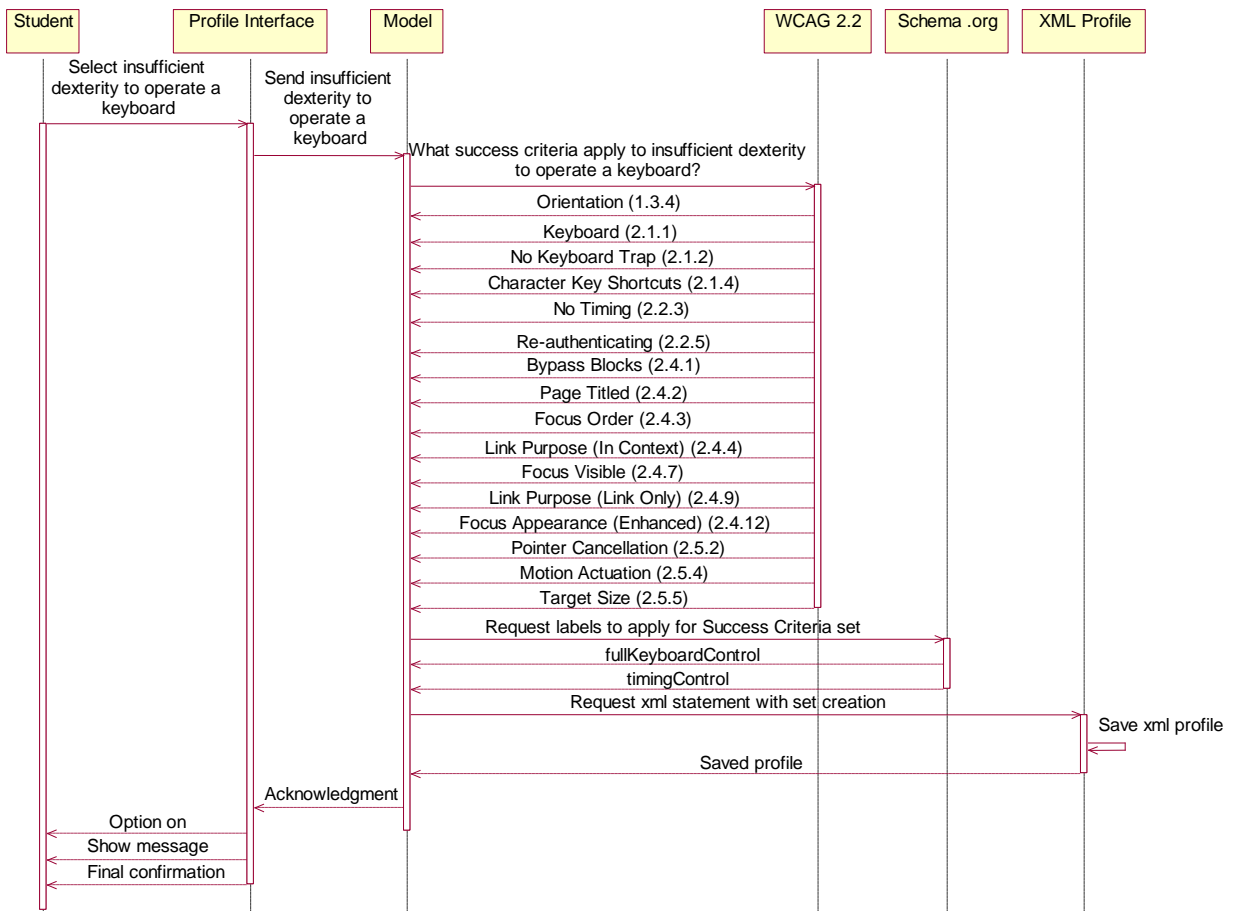 Student
Profile Interface
Model
WCAG 2.2
Schema .org
XML Profile
Select insufficient
dexterity to operate a
keyboard
Send insufficient
dexterity to
operate a
keyboard
What success criteria apply to insufficient dexterity
to operate a keyboard?
Orientation (1.3.4)
Keyboard (2.1.1)
No Keyboard Trap (2.1.2)
Character Key Shortcuts (2.1.4)
No Timing (2.2.3)
Re-authenticating (2.2.5)
Bypass Blocks (2.4.1)
Page Titled (2.4.2)
Focus Order (2.4.3)
Link Purpose (In Context) (2.4.4)
Focus Visible (2.4.7)
Link Purpose (Link Only) (2.4.9)
Focus Appearance (Enhanced) (2.4.12)
Pointer Cancellation (2.5.2)
Motion Actuation (2.5.4)
Target Size (2.5.5)
Request labels to apply for Success Criteria set
fullKeyboardControl
timingControl
Request xml statement with set creation
Save xml profile
Saved profile
Acknowledgment
Option on
Show message
Final confirmation